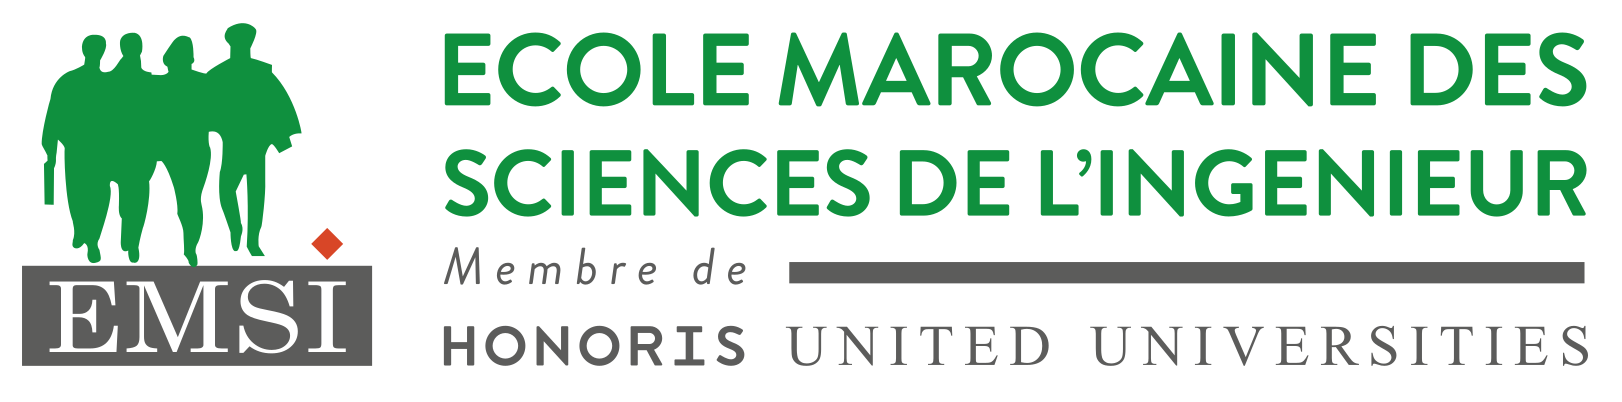 EMSI
ECOLE MAROCAINE DES
SCIENCES DE L’INGENIEUR
Membre de
HONORIS UNITED UNIVERSITIES